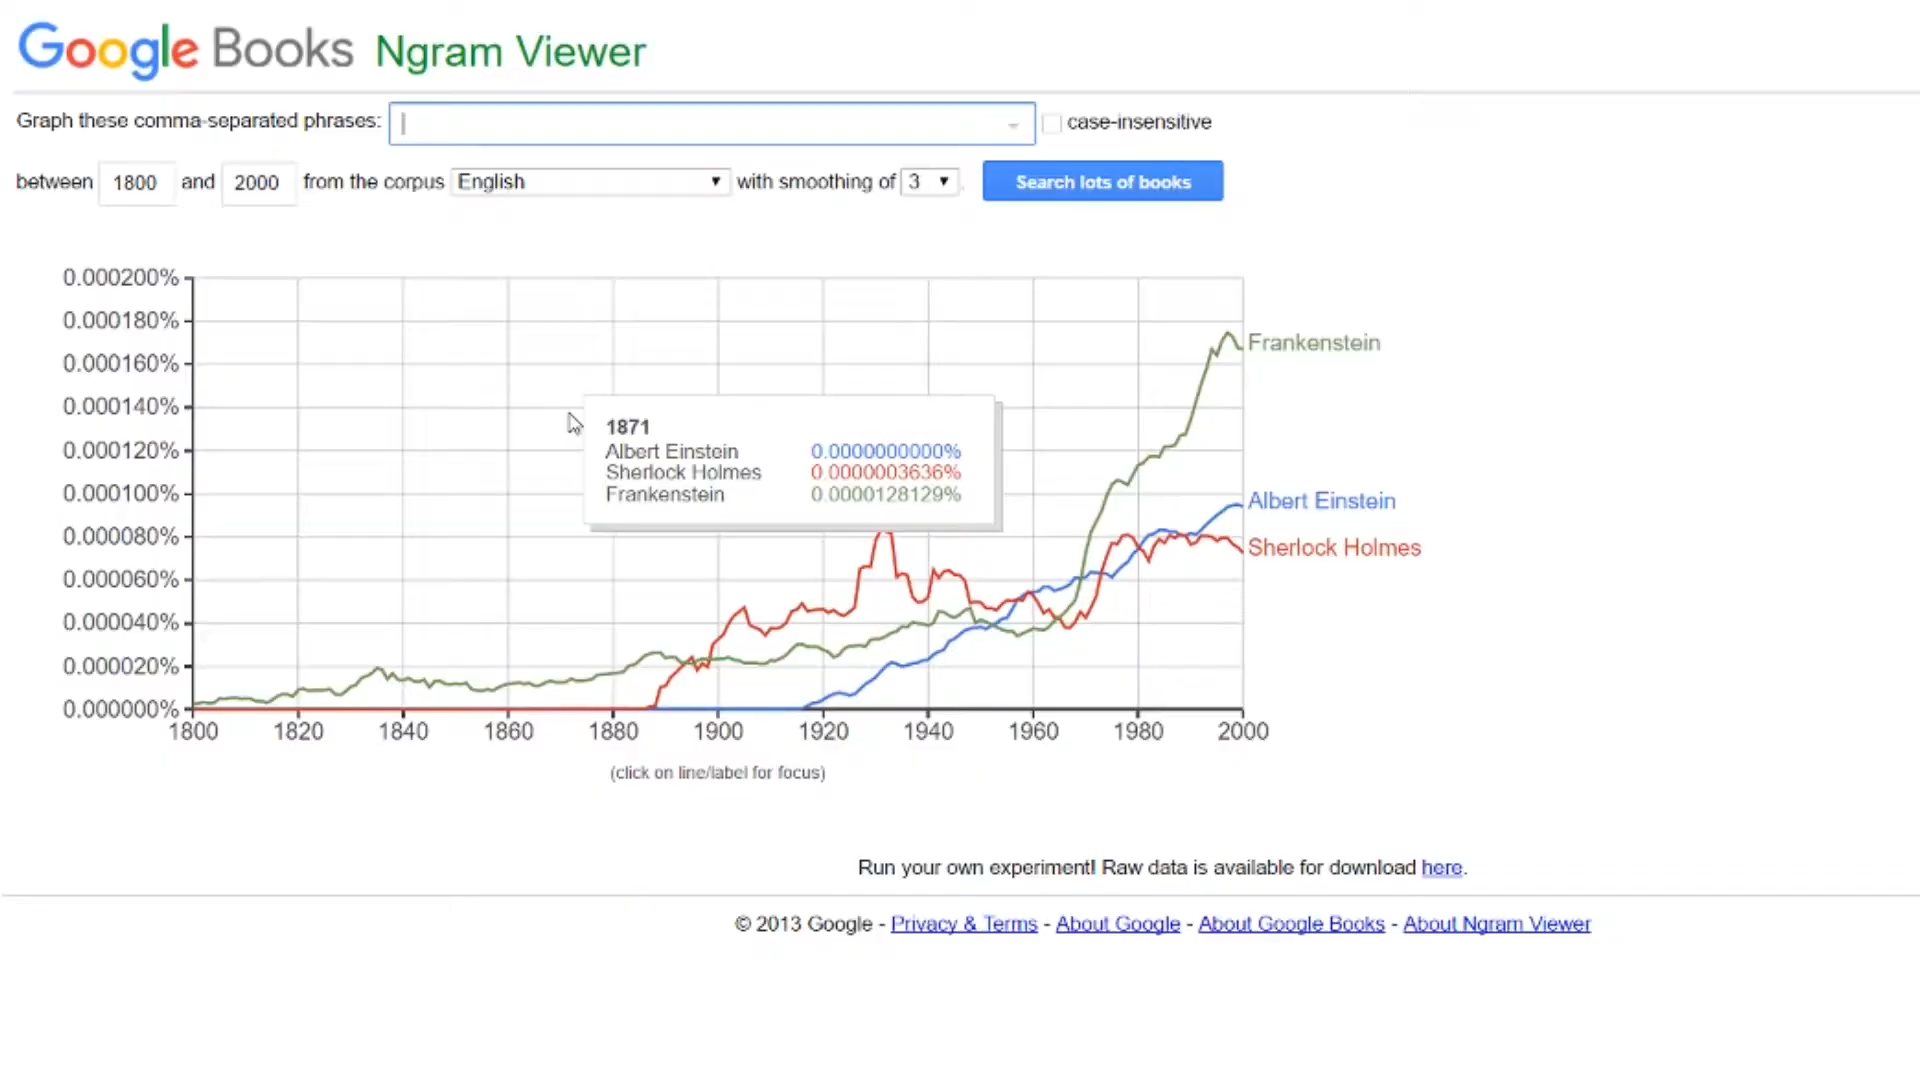 Google Books Ngram Viewer
Graph these comma-separated phrases: case-insensitive
between 1800 and 2000 from the corpus English with smoothing of 3 . Search lots of books
0.000200%
0.000180%
0.000160%
0.000140%
0.000120%
0.000100%
0.000080%
0.000060%
0.000040%
0.000020%
0.000000%
Frankenstein
1871
Albert Einstein 0.0000000000%
Sherlock Holmes 0.0000003636%
Frankenstein 0.0000128129%
Albert Einstein
Sherlock Holmes
1800 1820 1840 1860 1880 1900 1920 1940 1960 1980 2000
(click on line/label for focus)
Run your own experiment! Raw data is available for download here.
© 2013 Google - Privacy & Terms - About Google - About Google Books - About Ngram Viewer